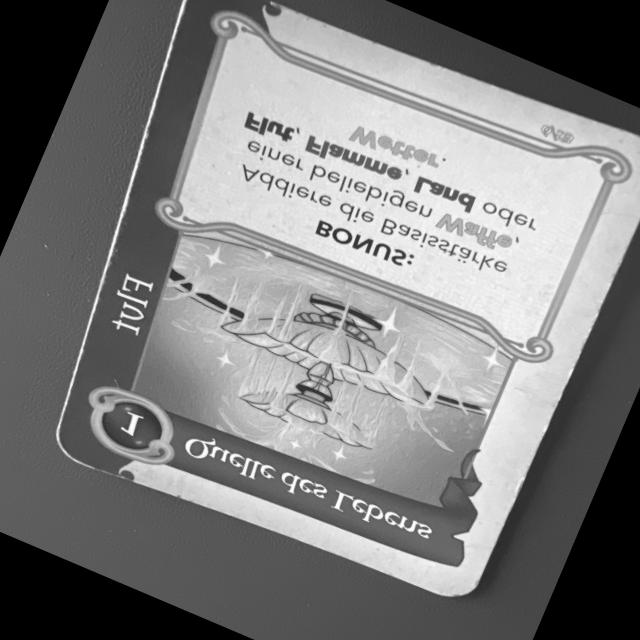 1
Quelle des Lebens
Flut
BONUS:
Addiere die Basisstärke
einer beliebigen Waffe,
Flut, Flamme, Land oder
Wetter.